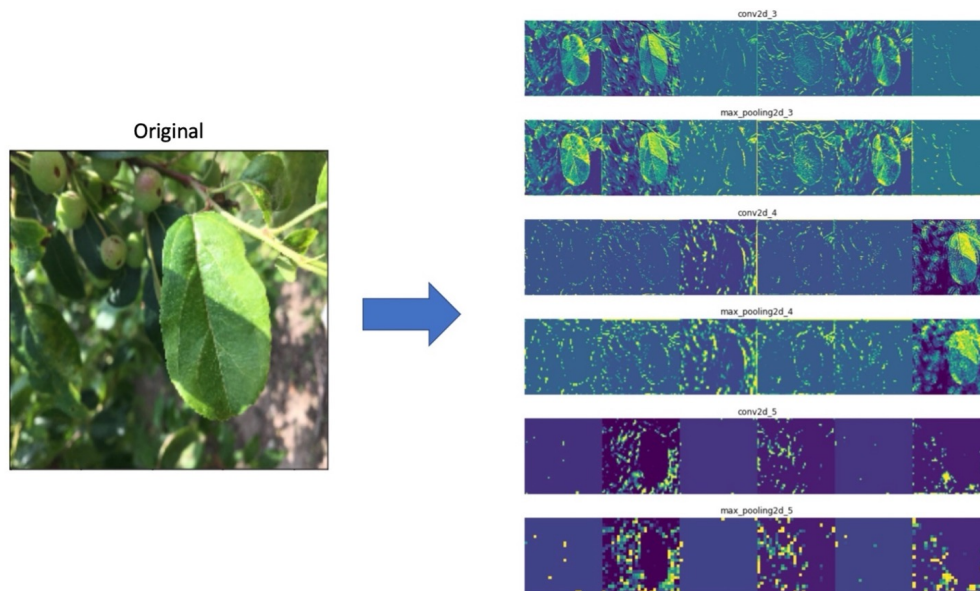 Original
conv2d_3
max_pooling2d_3
conv2d_4
max_pooling2d_4
conv2d_5
max_pooling2d_5